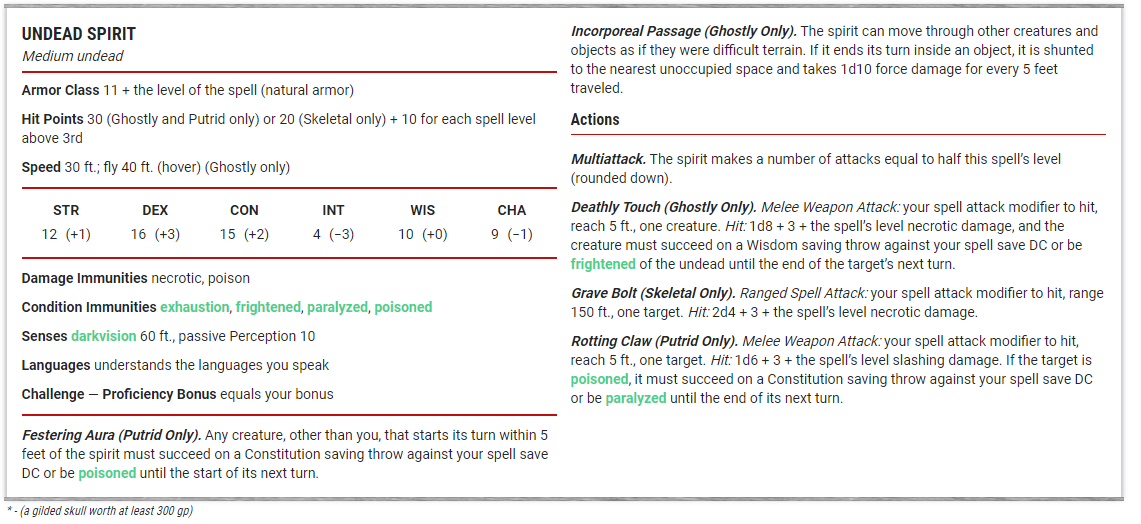 UNDEAD SPIRIT
Medium undead
Armor Class 11 + the level of the spell (natural armor)
Hit Points 30 (Ghostly and Putrid only) or 20 (Skeletal only) + 10 for each spell level
above 3rd
Speed 30 ft.; fly 40 ft. (hover) (Ghostly only)
STR DEX CON INT WIS CHA
12 (+1) 16 (+3) 15 (+2) 4 (−3) 10 (+0) 9 (−1)
Damage Immunities necrotic, poison
Condition Immunities exhaustion, frightened, paralyzed, poisoned
Senses darkvision 60 ft., passive Perception 10
Languages understands the languages you speak
Challenge — Proficiency Bonus equals your bonus
Festering Aura (Putrid Only). Any creature, other than you, that starts its turn within 5
feet of the spirit must succeed on a Constitution saving throw against your spell save
DC or be poisoned until the start of its next turn.
Incorporeal Passage (Ghostly Only). The spirit can move through other creatures and
objects as if they were difficult terrain. If it ends its turn inside an object, it is shunted
to the nearest unoccupied space and takes 1d10 force damage for every 5 feet
traveled.
Actions
Multiattack. The spirit makes a number of attacks equal to half this spell’s level
(rounded down).
Deathly Touch (Ghostly Only). Melee Weapon Attack: your spell attack modifier to hit,
reach 5 ft., one creature. Hit: 1d8 + 3 + the spell’s level necrotic damage, and the
creature must succeed on a Wisdom saving throw against your spell save DC or be
frightened of the undead until the end of the target’s next turn.
Grave Bolt (Skeletal Only). Ranged Spell Attack: your spell attack modifier to hit, range
150 ft., one target. Hit: 2d4 + 3 + the spell’s level necrotic damage.
Rotting Claw (Putrid Only). Melee Weapon Attack: your spell attack modifier to hit,
reach 5 ft., one target. Hit: 1d6 + 3 + the spell’s level slashing damage. If the target is
poisoned, it must succeed on a Constitution saving throw against your spell save DC
or be paralyzed until the end of its next turn.
* - (a gilded skull worth at least 300 gp)